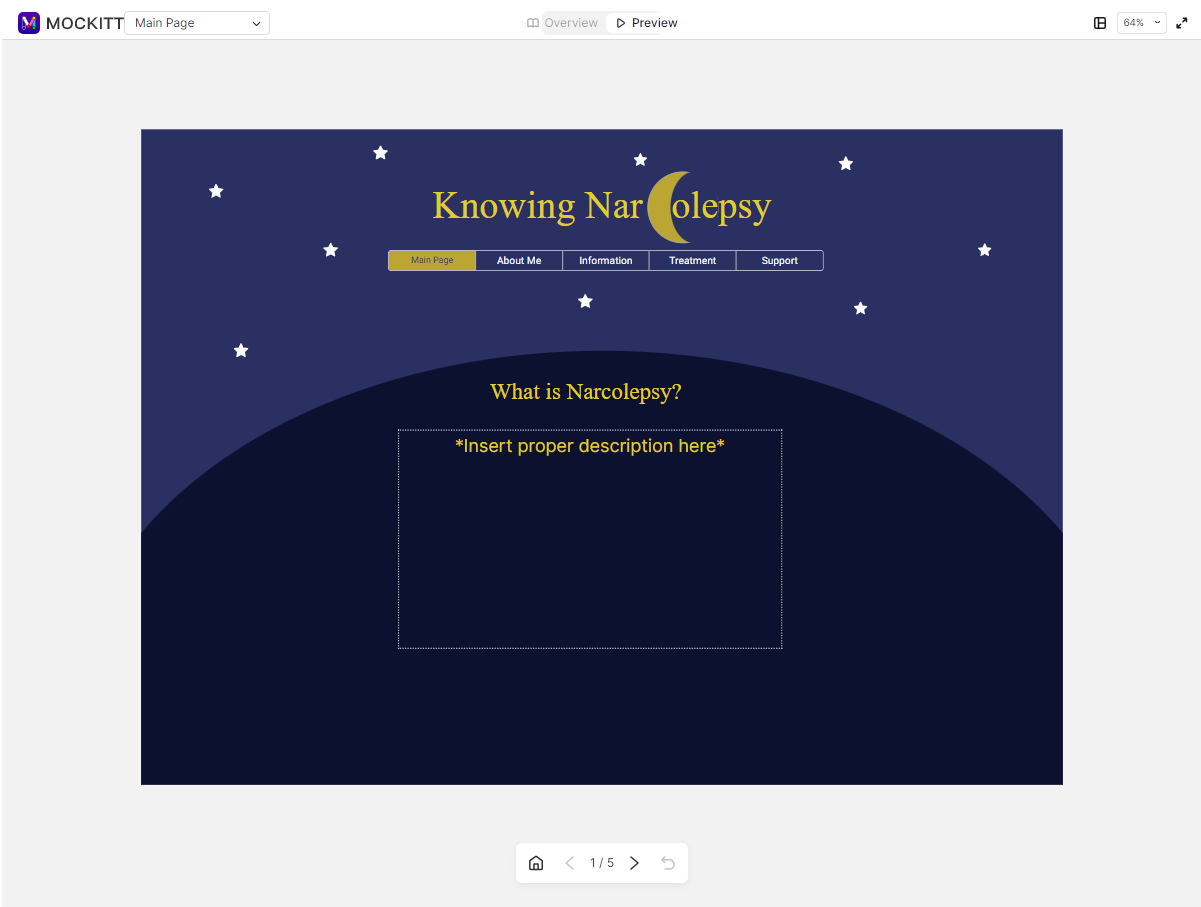 MOCKITT
Main Page
Overview
Preview
64%
Knowing Nar olepsy
Main Page
About Me
Information
Treatment
Support
What is Narcolepsy?
*Insert proper description here*
1 / 5